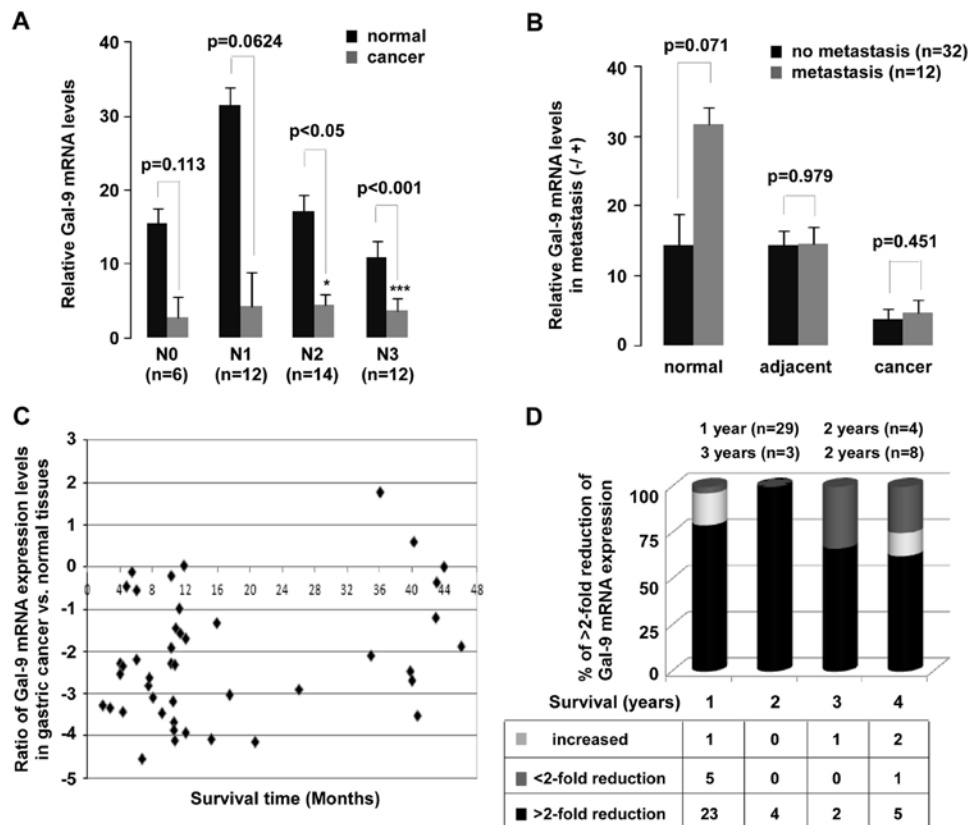 A
normal
cancer
p=0.0624
p=0.113
p<0.05
p<0.001
Relative Gal-9 mRNA levels
40
30
20
10
0
*
***
N0 N1 N2 N3
(n=6) (n=12) (n=14) (n=12)
B
no metastasis (n=32)
metastasis (n=12)
p=0.071
p=0.979
p=0.451
Relative Gal-9 mRNA levels
in metastasis (-/ +)
40
30
20
10
0
normal adjacent cancer
C
Ratio of Gal-9 mRNA expression levels
in gastric cancer vs. normal tissues
3
2
1
0
-1
-2
-3
-4
-5
0 4 8 12 16 20 24 28 32 36 40 44 48
Survival time (Months)
D
1 year (n=29) 2 years (n=4)
3 years (n=3) 2 years (n=8)
% of >2-fold reduction of
Gal-9 mRNA expression
100
75
50
25
0
Survival (years) 1 2 3 4
increased 1 0 1 2
<2-fold reduction 5 0 0 1
>2-fold reduction 23 4 2 5